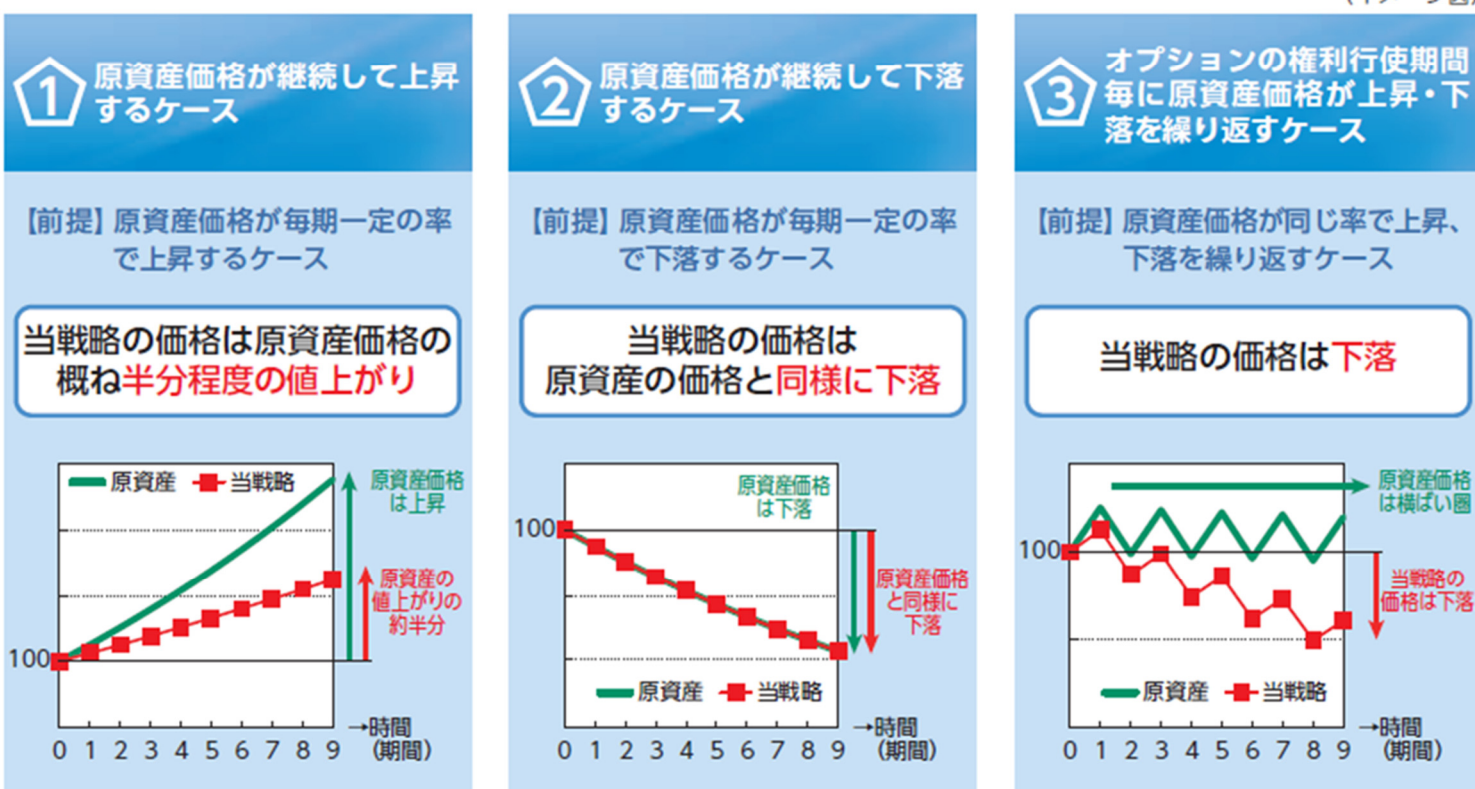 1
原資産価格が継続して上昇
するケース
【前提】原資産価格が毎期一定の率
で上昇するケース
当戦略の価格は原資産価格の
概ね半分程度の値上がり
原資産
当戦略
原資産価格
は上昇
原資産の
値上がりの
約半分
100
0 1 2 3 4 5 6 7 8 9
→時間
(期間)
2
原資産価格が継続して下落
するケース
【前提】原資産価格が毎期一定の率
で下落するケース
当戦略の価格は
原資産の価格と同様に下落
原資産価格
は下落
100
原資産価格
と同様に
下落
原資産
当戦略
0 1 2 3 4 5 6 7 8 9
→時間
(期間)
3
オプションの権利行使期間
毎に原資産価格が上昇・下
落を繰り返すケース
【前提】原資産価格が同じ率で上昇、
下落を繰り返すケース
当戦略の価格は下落
原資産価格
は横ばい圏
100
当戦略の
価格は下落
原資産
当戦略
0 1 2 3 4 5 6 7 8 9
→時間
(期間)